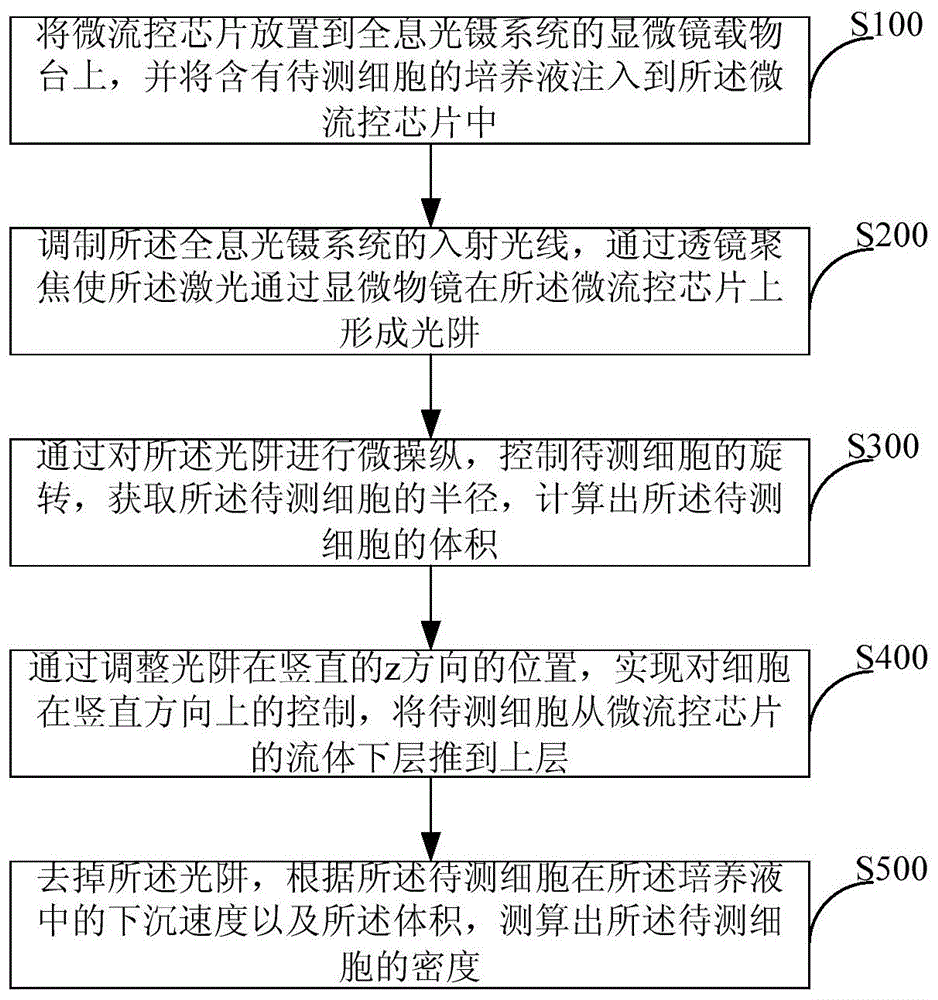 将微流控芯片放置到全息光镊系统的显微镜载物
台上，并将含有待测细胞的培养液注入到所述微
流控芯片中
S100
调制所述全息光镊系统的入射光线，通过透镜聚
焦使所述激光通过显微物镜在所述微流控芯片上
形成光阱
S200
通过对所述光阱进行微操纵，控制待测细胞的旋
转，获取所述待测细胞的半径，计算出所述待测
细胞的体积
S300
通过调整光阱在竖直的z方向的位置，实现对细胞
在竖直方向上的控制，将待测细胞从微流控芯片
的流体下层推到上层
S400
去掉所述光阱，根据所述待测细胞在所述培养液
中的下沉速度以及所述体积，测算出所述待测细
胞的密度
S500